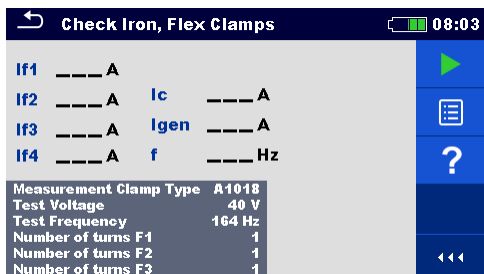 Check Iron, Flex Clamps 08:03
If1 ___A
If2 ___A Ic ___A
If3 ___A Igen ___A
If4 ___A f ___Hz
Measurement Clamp Type A1018
Test Voltage 40 V
Test Frequency 164 Hz
Number of turns F1 1
Number of turns F2 1
Number of turns F3 1
?